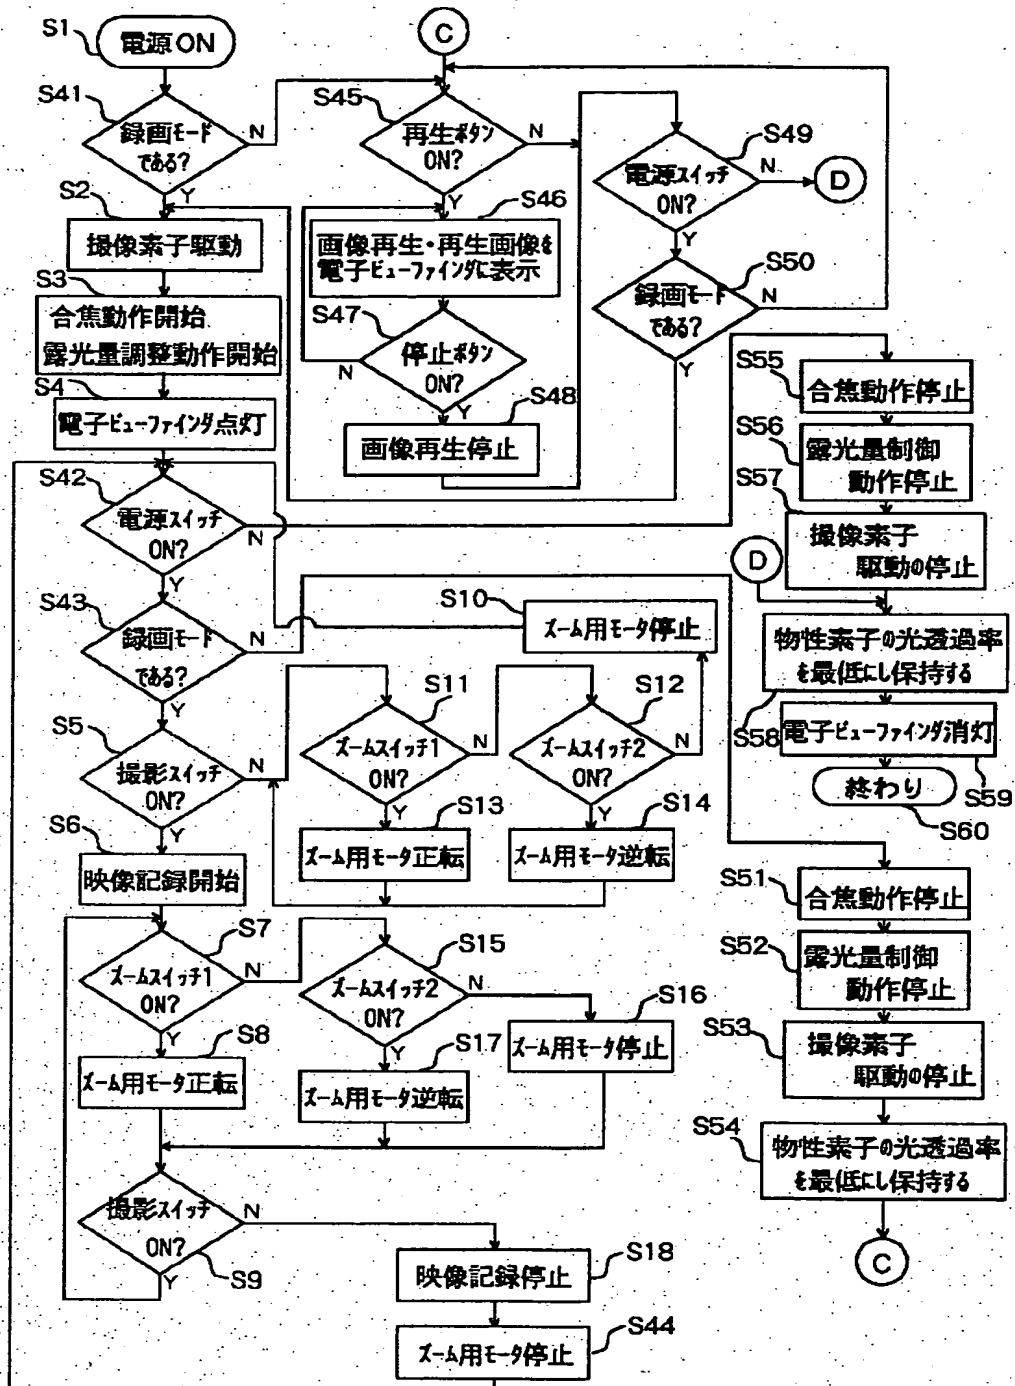 S1
電源ON
C
S41
録画モード
である?
N
Y
S45
再生ボタン
ON?
N
Y
S49
電源スイッチ
ON?
N
D
Y
S2
撮像素子駆動
S46
画像再生・再生画像を
電子ビューファインダに表示
S50
録画モード
である?
N
Y
S3
合焦動作開始
露光量調整動作開始
S47
停止ボタン
ON?
N
Y
S4
電子ビューファインダ点灯
S48
画像再生停止
S55
合焦動作停止
S56
露光量制御
動作停止
S57
撮像素子
駆動の停止
D
S42
電源スイッチ
ON?
N
Y
S43
録画モード
である?
N
Y
S10
ズーム用モータ停止
物性素子の光透過率
を最低にし保持する
S58
電子ビューファインダ消灯
S59
終わり
S60
S5
撮影スイッチ
ON?
N
Y
S11
ズームスイッチ1
ON?
N
Y
S12
ズームスイッチ2
ON?
N
Y
S13
ズーム用モータ正転
S14
ズーム用モータ逆転
S6
映像記録開始
S51
合焦動作停止
S52
露光量制御
動作停止
S53
撮像素子
駆動の停止
S54
物性素子の光透過率
を最低にし保持する
C
S7
ズームスイッチ1
ON?
N
Y
S15
ズームスイッチ2
ON?
N
Y
S16
ズーム用モータ停止
S8
ズーム用モータ正転
S17
ズーム用モータ逆転
撮影スイッチ
ON?
N
Y
S9
S18
映像記録停止
S44
ズーム用モータ停止